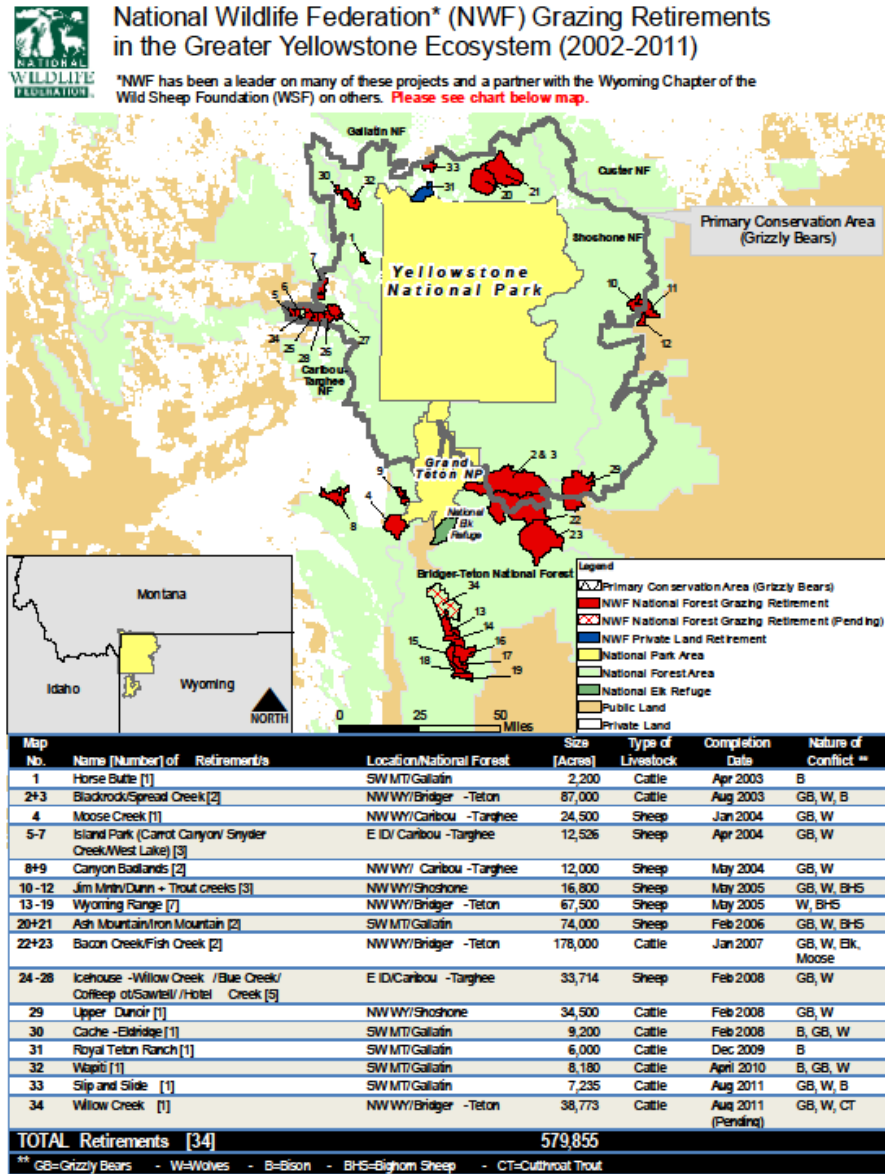 NATIONAL
WILDLIFE
FEDERATION
National Wildlife Federation* (NWF) Grazing Retirements
in the Greater Yellowstone Ecosystem (2002-2011)
*NWF has been a leader on many of these projects and a partner with the Wyoming Chapter of the
Wild Sheep Foundation (WSF) on others. Please see chart below map.
Gallatin NF
33
Custer NF
30
32
31
20
21
Primary Conservation Area
(Grizzly Bears)
Shoshone NF
1
Yellowstone
National Park
7
10
11
6
5
12
24
27
25
26
28
Caribou-
Targhee
NF
2 & 3
Grand
Teton NP
29
9
4
National
Elk
Refuge
8
22
23
Bridger-Teton National Forest
34
13
14
15
16
17
18
19
Montana
Idaho
Wyoming
NORTH
0 25 50
Miles
Legend
Primary Conservation Area (Grizzly Bears)
NWF National Forest Grazing Retirement
NWF National Forest Grazing Retirement (Pending)
NWF Private Land Retirement
National Park Area
National Forest Area
National Elk Refuge
Public Land
Private Land
Map Size Type of Completion Nature of
No. Name [Number] of Retirement/s Location/National Forest [Acres] Livestock Date Conflict **
1 Horse Butte [1] SW MT/Gallatin 2,200 Cattle Apr 2003 B
2+3 Blackrock/Spread Creek [2] NW WY/Bridger -Teton 87,000 Cattle Aug 2003 GB, W, B
4 Moose Creek [1] NW WY/Caribou -Targhee 24,500 Sheep Jan 2004 GB, W
5-7 Island Park (Carrot Canyon/ Snyder E ID/ Caribou -Targhee 12,526 Sheep Apr 2004 GB, W
Creek/West Lake) [3]
8+9 Canyon Badlands [2] NW WY/ Caribou -Targhee 12,000 Sheep May 2004 GB, W
10 -12 Jim Mntn/Dunn + Trout creeks [3] NW WY/Shoshone 16,800 Sheep May 2005 GB, W, BHS
13 -19 Wyoming Range [7] NW WY/Bridger -Teton 67,500 Sheep May 2005 W, BHS
20+21 Ash Mountain/Iron Mountain [2] SW MT/Gallatin 74,000 Sheep Feb 2006 GB, W, BHS
22+23 Bacon Creek/Fish Creek [2] NW WY/Bridger -Teton 178,000 Cattle Jan 2007 GB, W, Elk,
Moose
24 -28 Icehouse -Willow Creek /Blue Creek/ E ID/Caribou -Targhee 33,714 Sheep Feb 2008 GB, W
Coffeep ot/Sawtell/ /Hotel Creek [5]
29 Upper Dunoir [1] NW WY/Shoshone 34,500 Cattle Feb 2008 GB, W
30 Cache -Eldridge [1] SW MT/Gallatin 9,200 Cattle Feb 2008 B, GB, W
31 Royal Teton Ranch [1] SW MT/Gallatin 6,000 Cattle Dec 2009 B
32 Wapiti [1] SW MT/Gallatin 8,180 Cattle April 2010 B, GB, W
33 Slip and Slide [1] SW MT/Gallatin 7,235 Cattle Aug 2011 GB, W, B
34 Willow Creek [1] NW WY/Bridger -Teton 38,773 Cattle Aug 2011 GB, W, CT
(Pending)
TOTAL Retirements [34] 579,855
** GB=Grizzly Bears - W=Wolves - B=Bison - BHS=Bighorn Sheep - CT=Cutthroat Trout